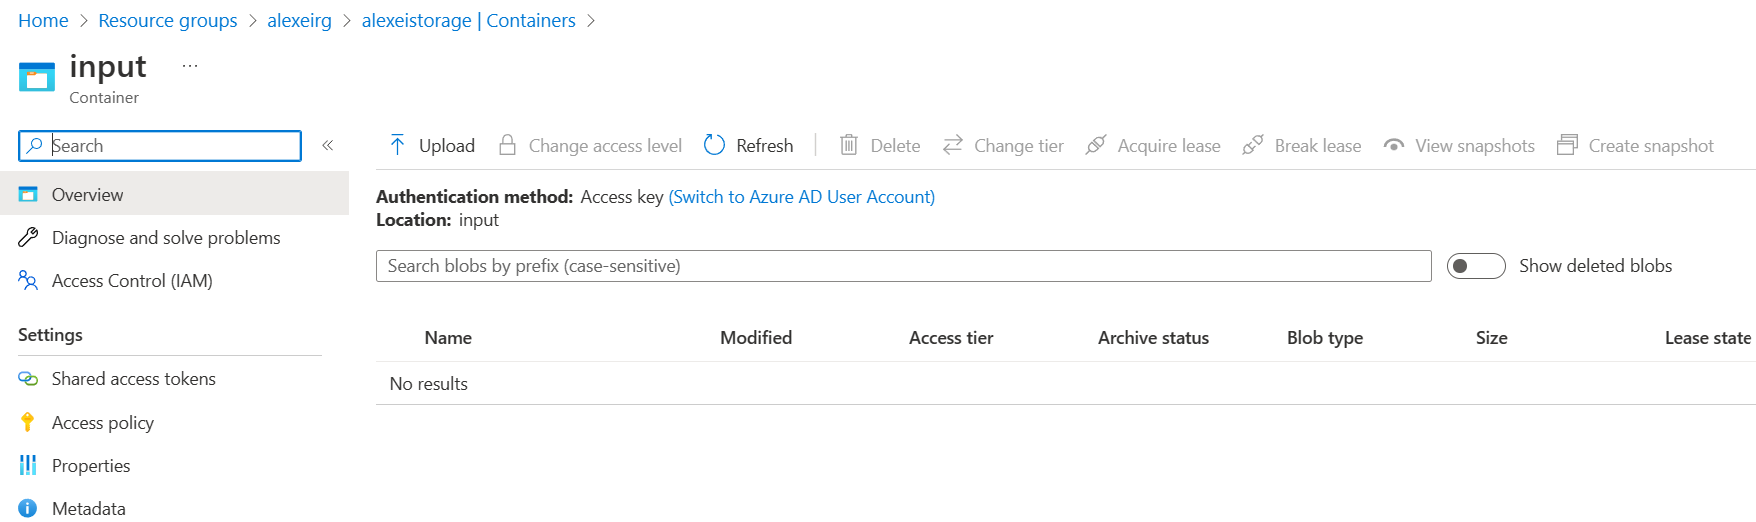 Home > Resource groups > alexeirg > alexeistorage | Containers >
input ...
Container
Search «
Upload Change access level Refresh Delete Change tier Acquire lease Break lease View snapshots Create snapshot
Overview
Diagnose and solve problems
Access Control (IAM)
Settings
Shared access tokens
Access policy
Properties
Metadata
Authentication method: Access key (Switch to Azure AD User Account)
Location: input
Search blobs by prefix (case-sensitive) Show deleted blobs
Name Modified Access tier Archive status Blob type Size Lease state
No results